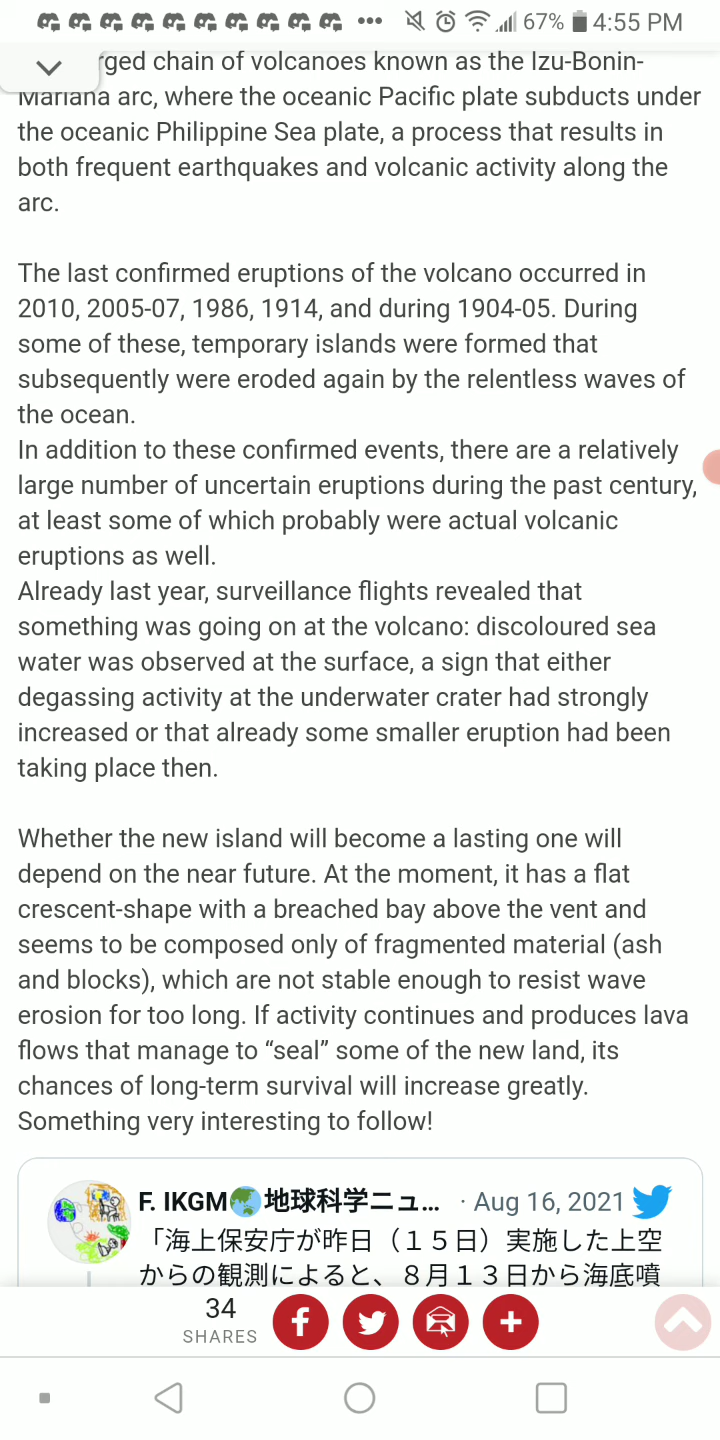 67% 4:55 PM
rged chain of volcanoes known as the Izu-Bonin-
Mariana arc, where the oceanic Pacific plate subducts under
the oceanic Philippine Sea plate, a process that results in
both frequent earthquakes and volcanic activity along the
arc.
The last confirmed eruptions of the volcano occurred in
2010, 2005-07, 1986, 1914, and during 1904-05. During
some of these, temporary islands were formed that
subsequently were eroded again by the relentless waves of
the ocean.
In addition to these confirmed events, there are a relatively
large number of uncertain eruptions during the past century,
at least some of which probably were actual volcanic
eruptions as well.
Already last year, surveillance flights revealed that
something was going on at the volcano: discoloured sea
water was observed at the surface, a sign that either
degassing activity at the underwater crater had strongly
increased or that already some smaller eruption had been
taking place then.
Whether the new island will become a lasting one will
depend on the near future. At the moment, it has a flat
crescent-shape with a breached bay above the vent and
seems to be composed only of fragmented material (ash
and blocks), which are not stable enough to resist wave
erosion for too long. If activity continues and produces lava
flows that manage to “seal” some of the new land, its
chances of long-term survival will increase greatly.
Something very interesting to follow!
F. IKGM🌏地球科学ニュ... · Aug 16, 2021
「海上保安庁が昨日（１５日）実施した上空
からの観測によると、８月１３日から海底噴
34
SHARES